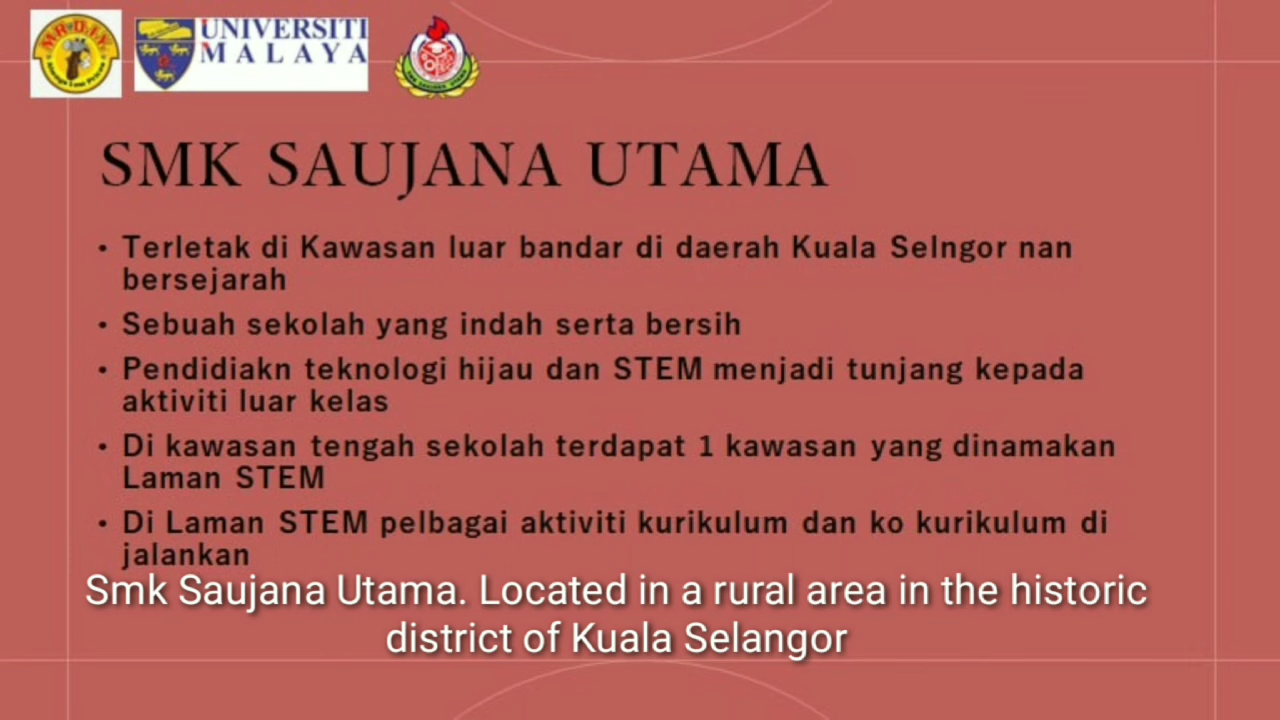 MR D.I.Y.
UNIVERSITI
MALAYA
SMK SAUJANA UTAMA
• Terletak di Kawasan luar bandar di daerah Kuala Selngor nan
bersejarah
• Sebuah sekolah yang indah serta bersih
• Pendidiakn teknologi hijau dan STEM menjadi tunjang kepada
aktiviti luar kelas
• Di kawasan tengah sekolah terdapat 1 kawasan yang dinamakan
Laman STEM
• Di Laman STEM pelbagai aktiviti kurikulum dan ko kurikulum di
jalankan
Smk Saujana Utama. Located in a rural area in the historic
district of Kuala Selangor